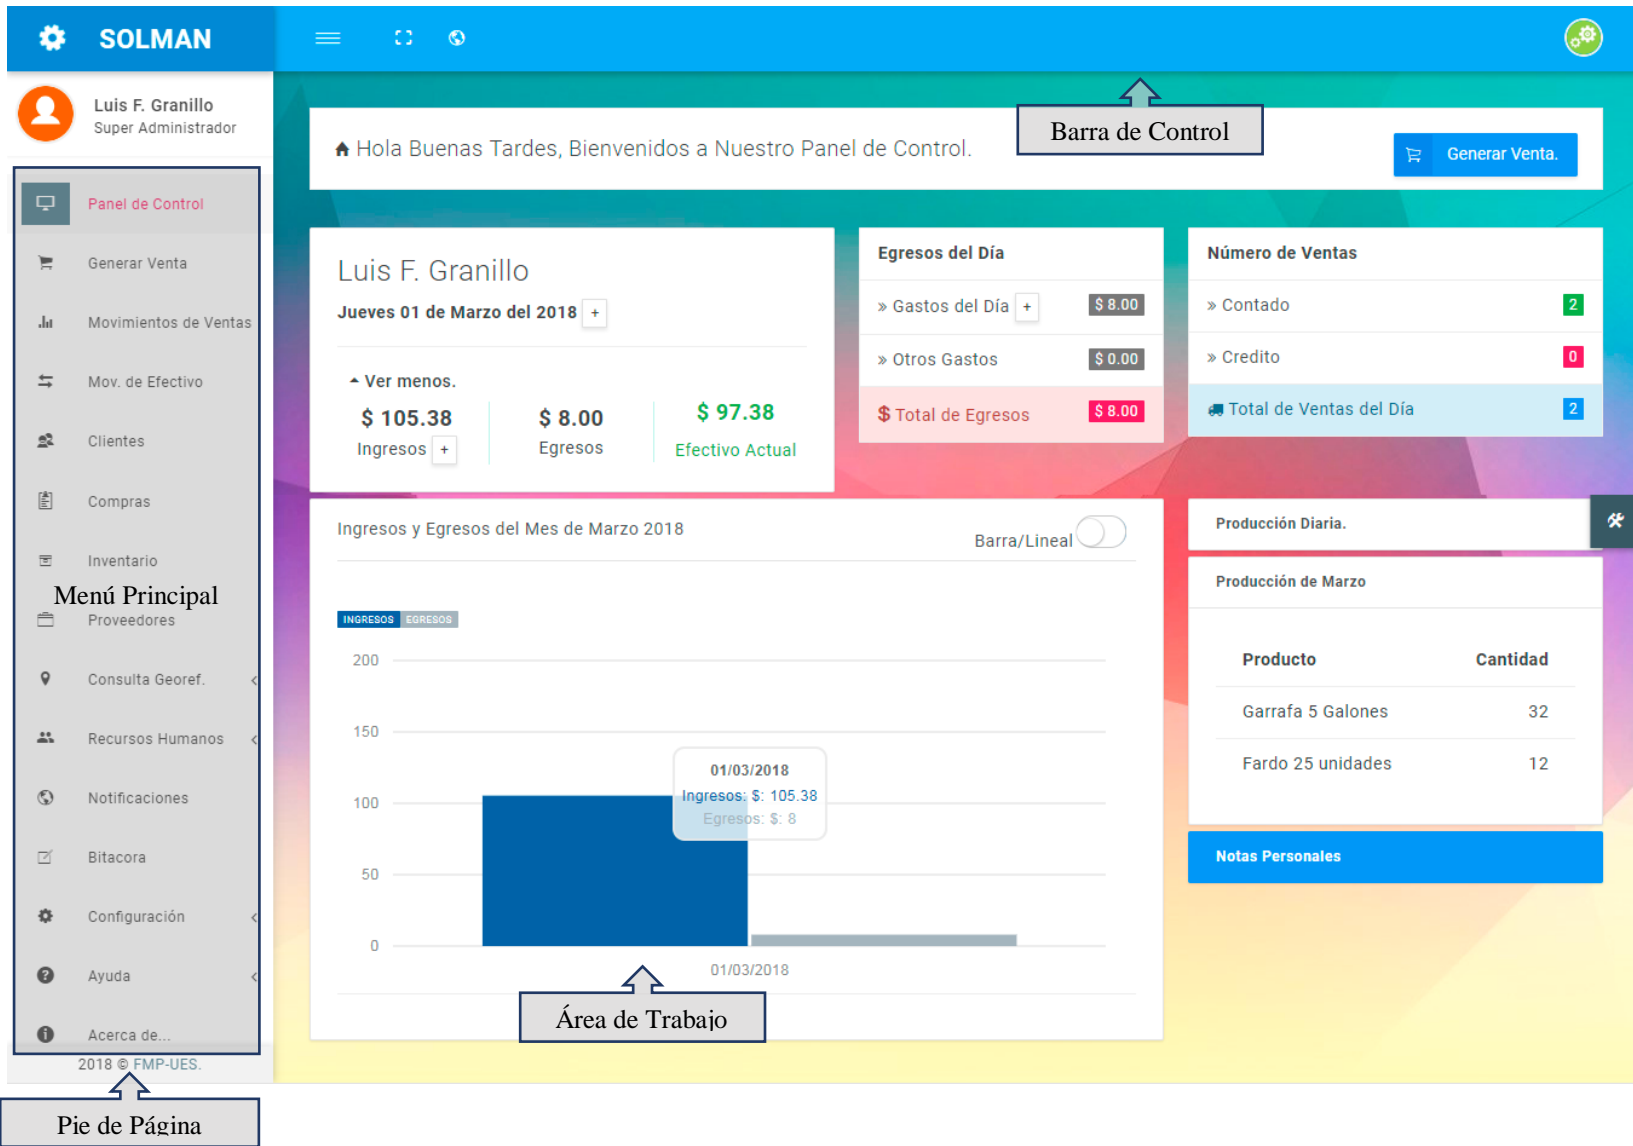 SOLMAN
Luis F. Granillo
Super Administrador
Barra de Control
Hola Buenas Tardes, Bienvenidos a Nuestro Panel de Control.
Generar Venta.
Panel de Control
Generar Venta
Movimientos de Ventas
Mov. de Efectivo
Clientes
Compras
Inventario
Menú Principal
Proveedores
Consulta Georef.
Recursos Humanos
Notificaciones
Bitacora
Configuración
Ayuda
Acerca de...
2018 © FMP-UES.
Pie de Página
Luis F. Granillo
Jueves 01 de Marzo del 2018 +
Ver menos.
$ 105.38
Ingresos +
$ 8.00
Egresos
$ 97.38
Efectivo Actual
Egresos del Día
» Gastos del Día + $ 8.00
» Otros Gastos $ 0.00
$ Total de Egresos $ 8.00
Número de Ventas
» Contado 2
» Credito 0
Total de Ventas del Día 2
Ingresos y Egresos del Mes de Marzo 2018
Barra/Lineal
INGRESOS EGRESOS
200
150
100
50
0
01/03/2018
Ingresos: $: 105.38
Egresos: $: 8
01/03/2018
Área de Trabajo
Producción Diaria.
Producción de Marzo
Producto Cantidad
Garrafa 5 Galones 32
Fardo 25 unidades 12
Notas Personales